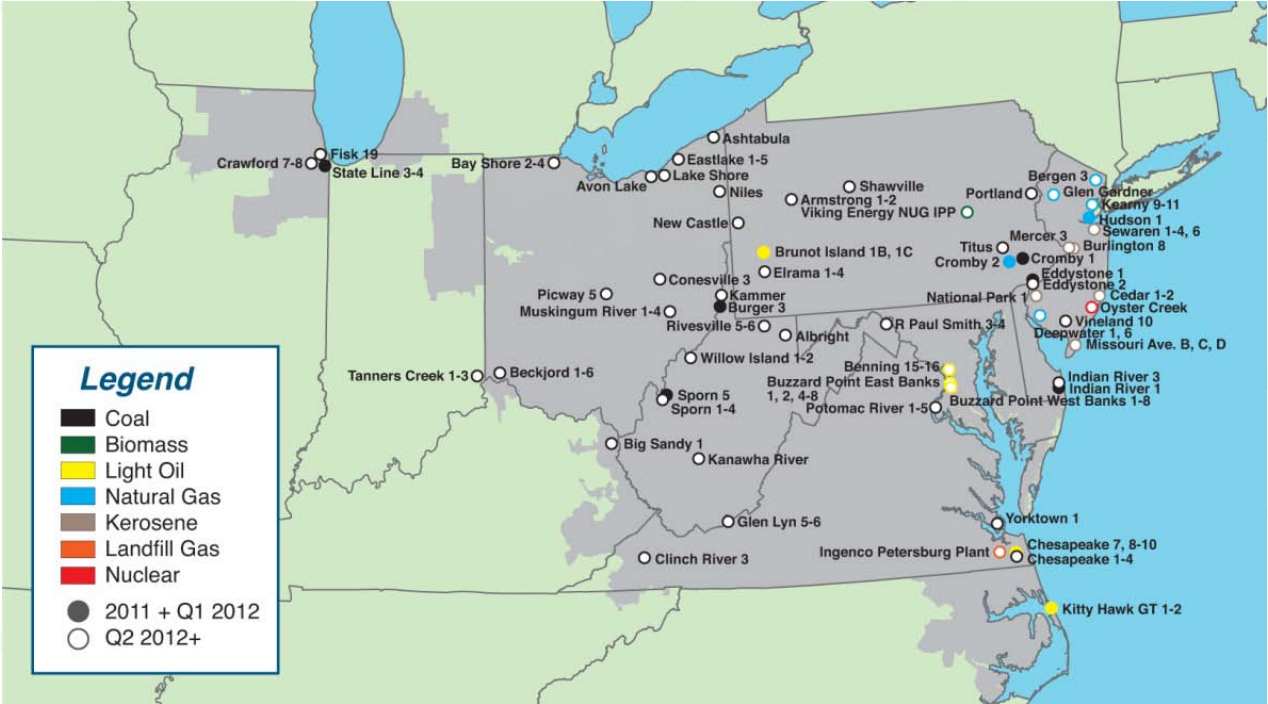 Ashtabula
Fisk 19
Crawford 7-8
State Line 3-4
Bay Shore 2-4
Eastlake 1-5
Lake Shore
Avon Lake
Niles
Shawville
Armstrong 1-2
Viking Energy NUG IPP
New Castle
Portland
Bergen 3
Glen Gardner
Kearny 9-11
Hudson 1
Sewaren 1-4, 6
Mercer 3
Burlington 8
Titus
Cromby 1
Cromby 2
Brunot Island 1B, 1C
Elrama 1-4
Eddystone 1
Eddystone 2
Conesville 3
Picway 5
Kammer
Burger 3
Muskingum River 1-4
National Park 1
Cedar 1-2
Oyster Creek
Vineland 10
Deepwater 1, 6
Missouri Ave. B, C, D
Rivesville 5-6
Albright
R Paul Smith 3-4
Willow Island 1-2
Benning 15-16
Buzzard Point East Banks
1, 2, 4-8
Buzzard Point West Banks 1-8
Indian River 3
Indian River 1
Potomac River 1-5
Tanners Creek 1-3
Beckjord 1-6
Sporn 5
Sporn 1-4
Big Sandy 1
Kanawha River
Glen Lyn 5-6
Yorktown 1
Clinch River 3
Ingenco Petersburg Plant
Chesapeake 7, 8-10
Chesapeake 1-4
Kitty Hawk GT 1-2
Legend
Coal
Biomass
Light Oil
Natural Gas
Kerosene
Landfill Gas
Nuclear
2011 + Q1 2012
Q2 2012+